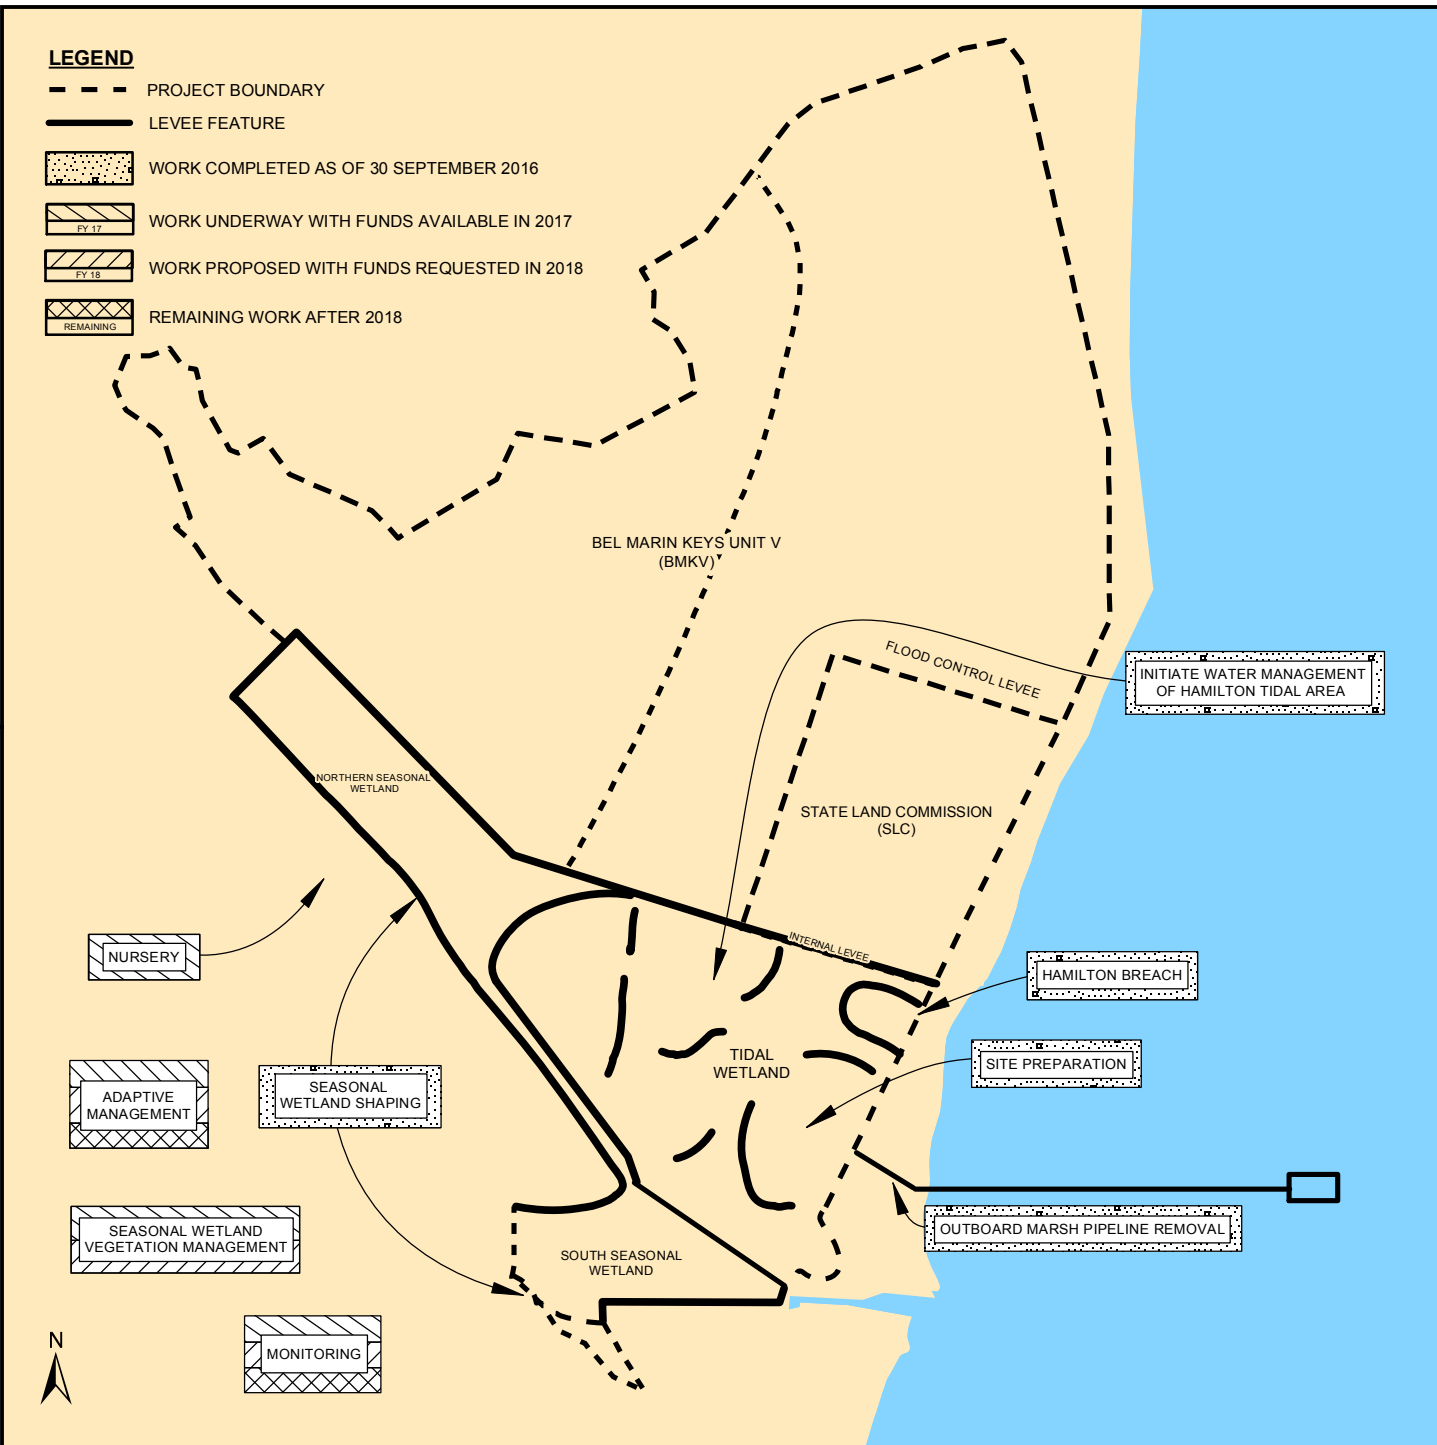 LEGEND
PROJECT BOUNDARY
LEVEE FEATURE
WORK COMPLETED AS OF 30 SEPTEMBER 2016
WORK UNDERWAY WITH FUNDS AVAILABLE IN 2017
FY 17
WORK PROPOSED WITH FUNDS REQUESTED IN 2018
FY 18
REMAINING WORK AFTER 2018
REMAINING
BEL MARIN KEYS UNIT V
(BMKV)
FLOOD CONTROL LEVEE
INITIATE WATER MANAGEMENT
OF HAMILTON TIDAL AREA
NORTHERN SEASONAL
WETLAND
STATE LAND COMMISSION
(SLC)
INTERNAL LEVEE
NURSERY
HAMILTON BREACH
TIDAL
WETLAND
SITE PREPARATION
ADAPTIVE
MANAGEMENT
SEASONAL
WETLAND SHAPING
SEASONAL WETLAND
VEGETATION MANAGEMENT
OUTBOARD MARSH PIPELINE REMOVAL
SOUTH SEASONAL
WETLAND
MONITORING
N